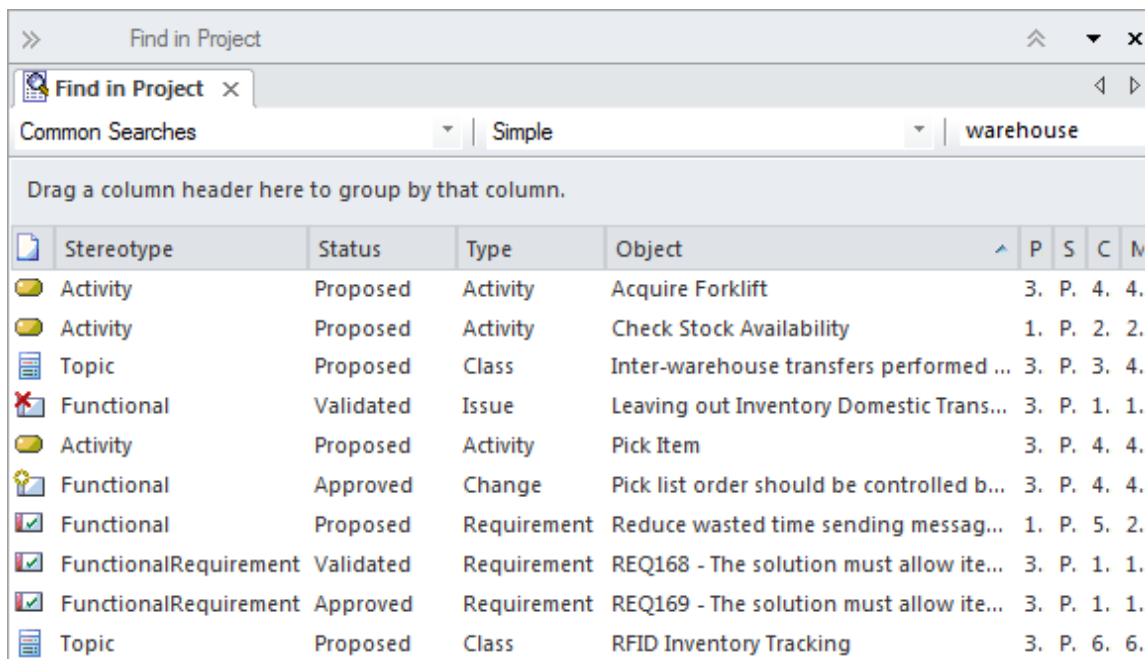 Find in Project
Find in Project
Common Searches Simple warehouse
Drag a column header here to group by that column.
Stereotype Status Type Object P S C
Activity Proposed Activity Acquire Forklift 3. P. 4. 4.
Activity Proposed Activity Check Stock Availability 1. P. 2. 2.
Topic Proposed Class Inter-warehouse transfers performed ... 3. P. 3. 4.
Functional Validated Issue Leaving out Inventory Domestic Trans... 3. P. 1. 1.
Activity Proposed Activity Pick Item 3. P. 4. 4.
Functional Approved Change Pick list order should be controlled b... 3. P. 4. 4.
Functional Proposed Requirement Reduce wasted time sending messag... 1. P. 5. 2.
FunctionalRequirement Validated Requirement REQ168 - The solution must allow ite... 3. P. 1. 1.
FunctionalRequirement Approved Requirement REQ169 - The solution must allow ite... 3. P. 1. 1.
Topic Proposed Class RFID Inventory Tracking 3. P. 6. 6.